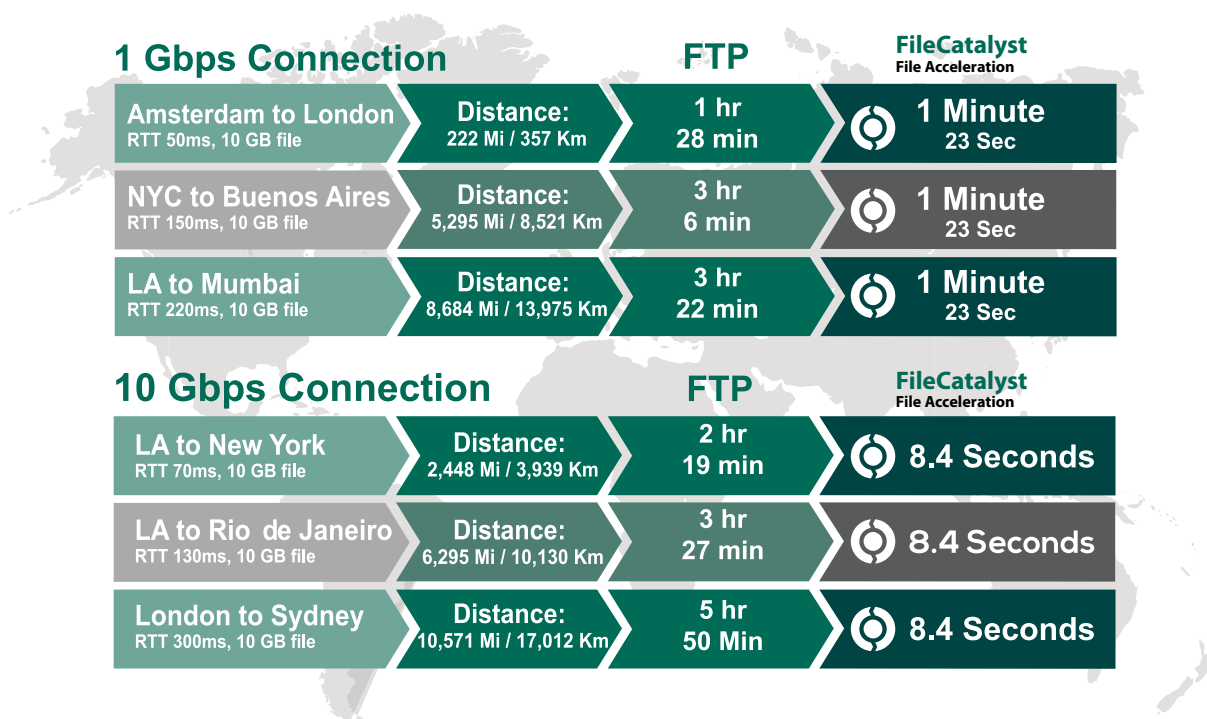 1 Gbps Connection
FTP
FileCatalyst
File Acceleration
Amsterdam to London
RTT 50ms, 10 GB file
Distance:
222 Mi / 357 Km
1 hr
28 min
1 Minute
23 Sec
NYC to Buenos Aires
RTT 150ms, 10 GB file
Distance:
5,295 Mi / 8,521 Km
3 hr
6 min
1 Minute
23 Sec
LA to Mumbai
RTT 220ms, 10 GB file
Distance:
8,684 Mi / 13,975 Km
3 hr
22 min
1 Minute
23 Sec
10 Gbps Connection
FTP
FileCatalyst
File Acceleration
LA to New York
RTT 70ms, 10 GB file
Distance:
2,448 Mi / 3,939 Km
2 hr
19 min
8.4 Seconds
LA to Rio de Janeiro
RTT 130ms, 10 GB file
Distance:
6,295 Mi / 10,130 Km
3 hr
27 min
8.4 Seconds
London to Sydney
RTT 300ms, 10 GB file
Distance:
10,571 Mi / 17,012 Km
5 hr
50 Min
8.4 Seconds